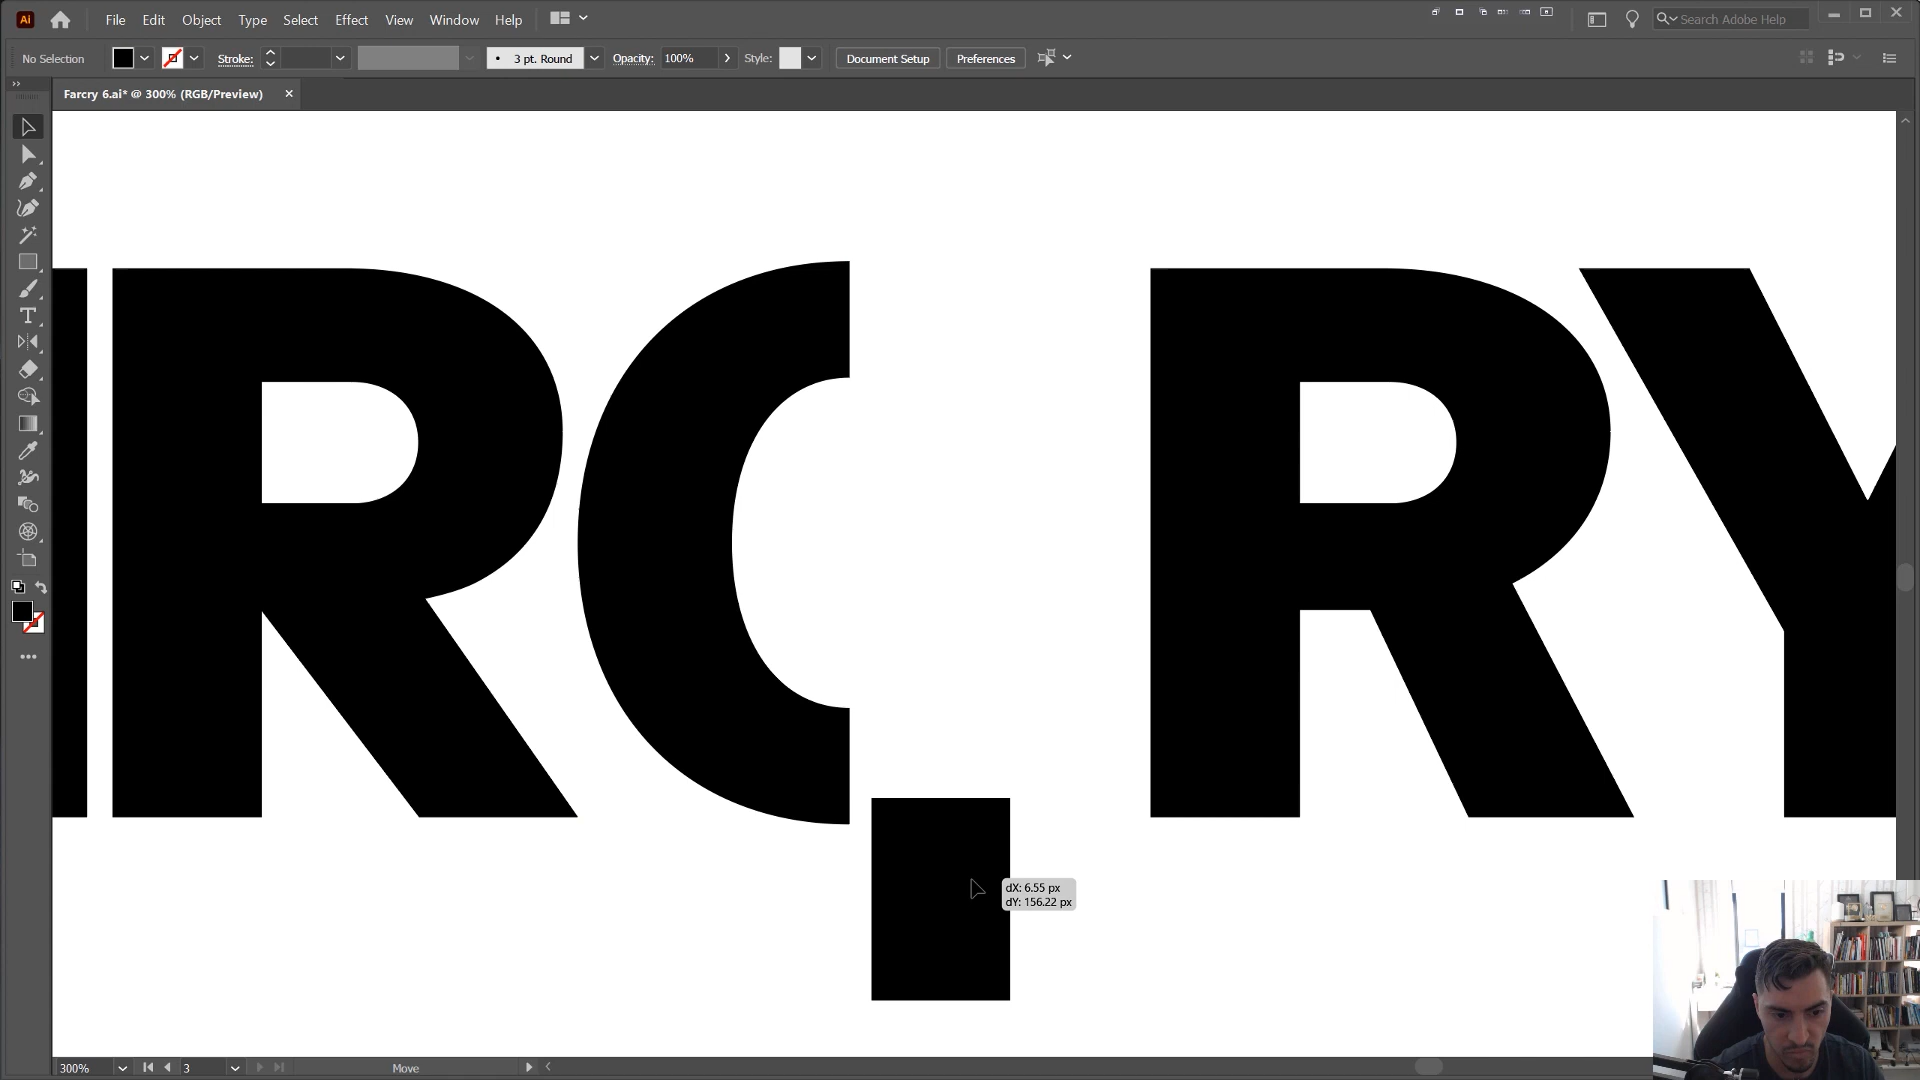 Ai File Edit Object Type Select Effect View Window Help Search Adobe Help
No Selection Stroke: 3 pt. Round Opacity: 100% Style: Document Setup Preferences
Farcry 6.ai* @ 300% (RGB/Preview)
RC RY
dX: 6.55 px
dY: 156.22 px
300% 3 Move